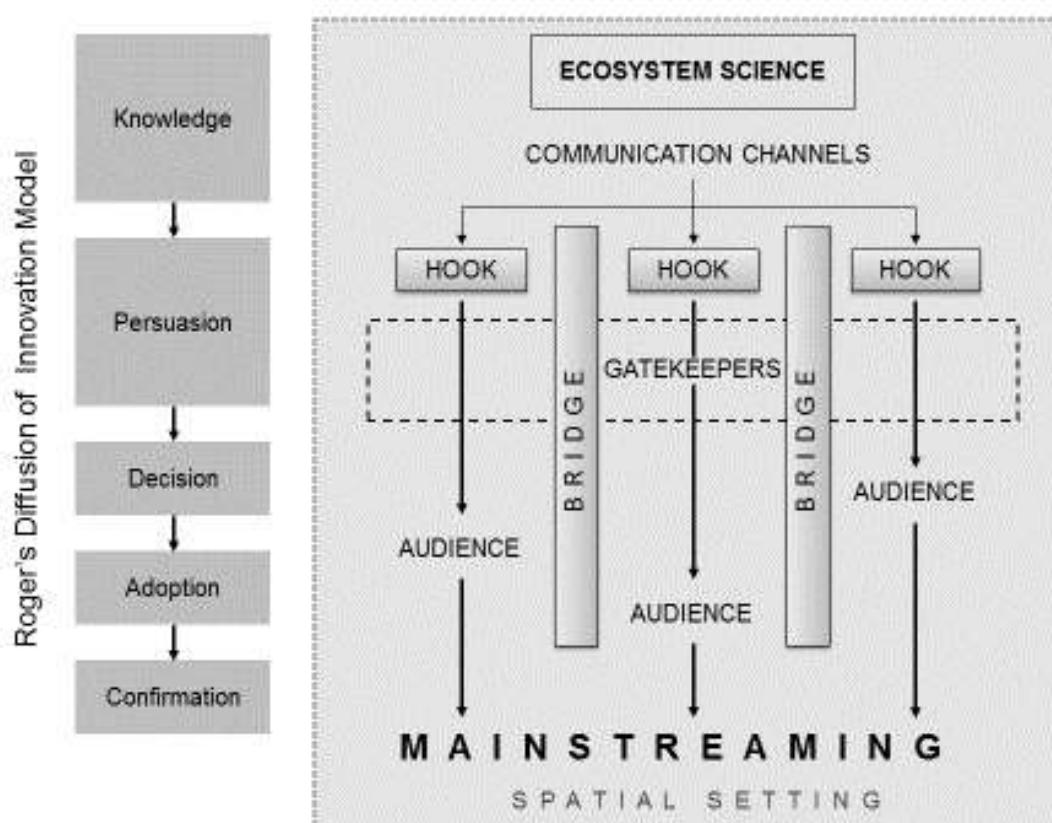 Roger's Diffusion of Innovation Model
Knowledge
Persuasion
Decision
Adoption
Confirmation
ECOSYSTEM SCIENCE
COMMUNICATION CHANNELS
HOOK
HOOK
HOOK
BRIDGE
BRIDGE
GATEKEEPERS
AUDIENCE
AUDIENCE
AUDIENCE
MAINSTREAMING
SPATIAL SETTING